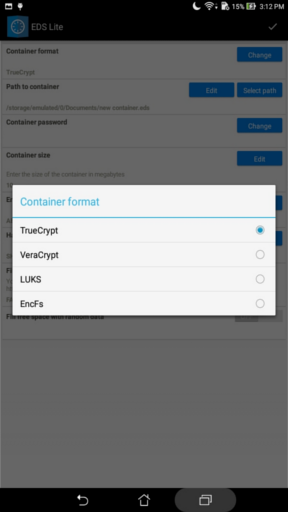 15% 3:12 PM
EDS Lite
Container format
Change
TrueCrypt
Path to container
Edit
Select path
/storage/emulated/0/Documents/new container.eds
Container password
Change
Container size
Edit
Enter the size of the container in megabytes
Container format
TrueCrypt
VeraCrypt
LUKS
EncFs
Fill free space with random data